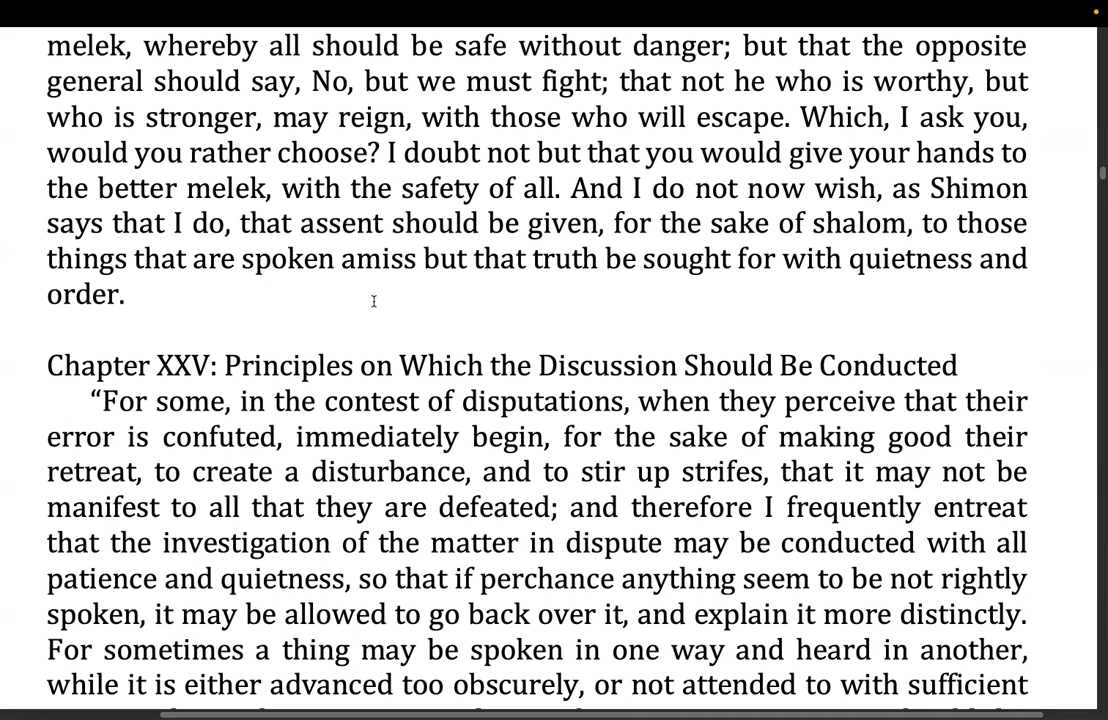 melek, whereby all should be safe without danger; but that the opposite
general should say, No, but we must fight; that not he who is worthy, but
who is stronger, may reign, with those who will escape. Which, I ask you,
would you rather choose? I doubt not but that you would give your hands to
the better melek, with the safety of all. And I do not now wish, as Shimon
says that I do, that assent should be given, for the sake of shalom, to those
things that are spoken amiss but that truth be sought for with quietness and
order.
Chapter XXV: Principles on Which the Discussion Should Be Conducted
“For some, in the contest of disputations, when they perceive that their
error is confuted, immediately begin, for the sake of making good their
retreat, to create a disturbance, and to stir up strifes, that it may not be
manifest to all that they are defeated; and therefore I frequently entreat
that the investigation of the matter in dispute may be conducted with all
patience and quietness, so that if perchance anything seem to be not rightly
spoken, it may be allowed to go back over it, and explain it more distinctly.
For sometimes a thing may be spoken in one way and heard in another,
while it is either advanced too obscurely, or not attended to with sufficient